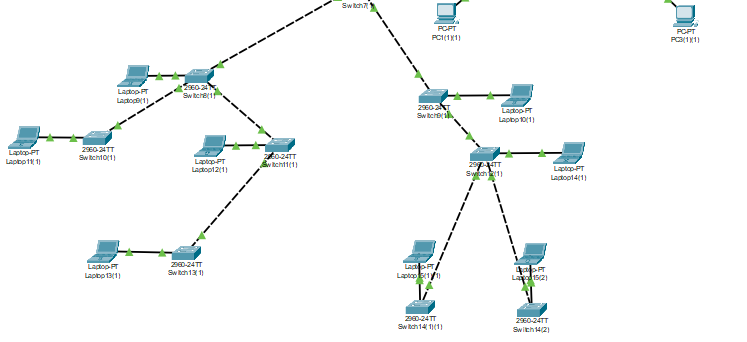 Switch7(
PC-PT
PC1(1)(1)
PC-PT
PC3(1)(1)
Laptop-PT
Laptop9(1)
2960-24TT
Switch8(1)
2960-24TT
Switch9(1)
Laptop-PT
Laptop10(1)
Laptop-PT
Laptop11(1)
2960-24TT
Switch10(1)
Laptop-PT
Laptop12(1)
2960-24TT
Switch11(1)
2960-24TT
Switch12(1)
Laptop-PT
Laptop14(1)
Laptop-PT
Laptop13(1)
2960-24TT
Switch13(1)
Laptop-PT
Laptop-PT
2960-24TT
Switch14(1)(1)
2960-24TT
Switch14(2)